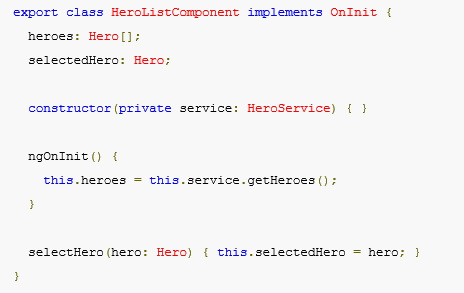 export class HeroListComponent implements OnInit {
  heroes: Hero[];
  selectedHero: Hero;

  constructor(private service: HeroService) { }

  ngOnInit() {
    this.heroes = this.service.getHeroes();
  }

  selectHero(hero: Hero) { this.selectedHero = hero; }
}